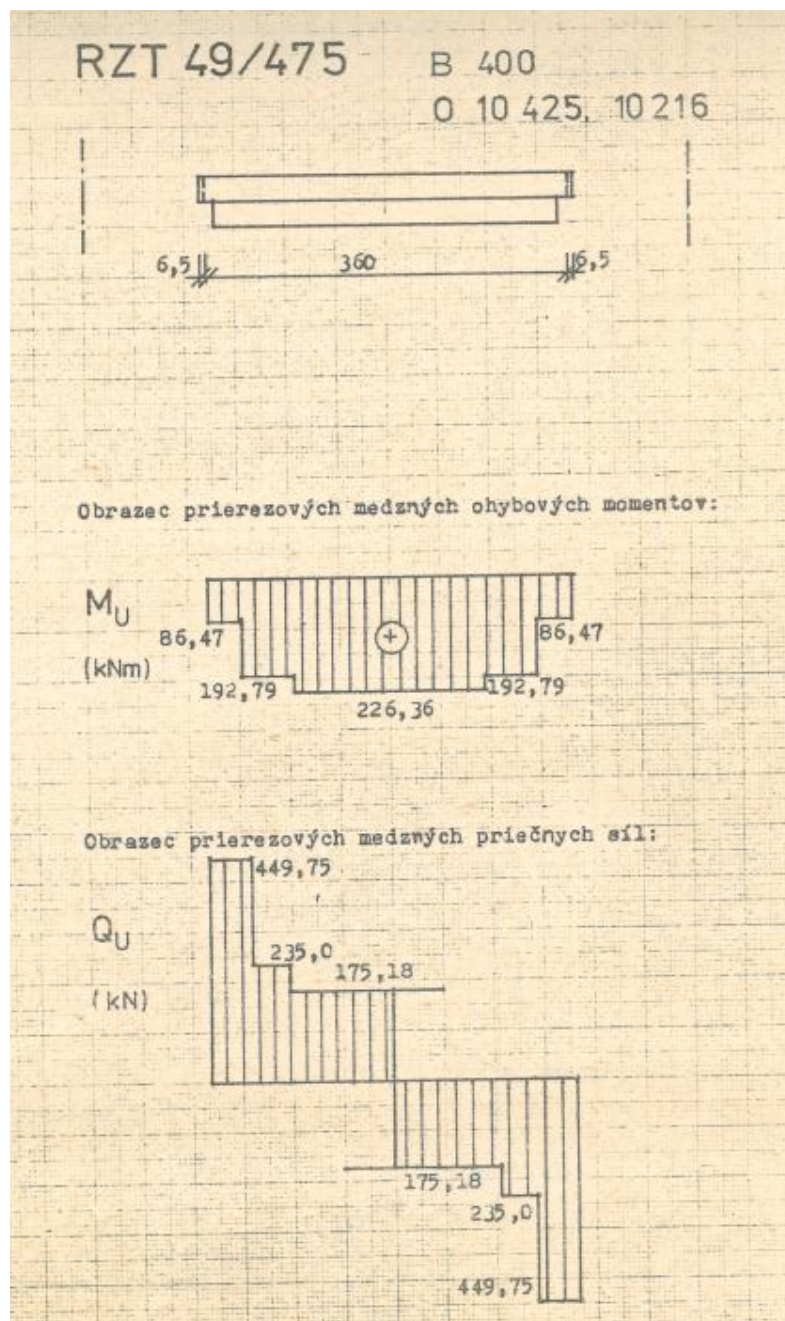 RZT 49/475 B 400
O 10 425, 10 216
6,5 360 6,5
Obrazec prierezových medzných ohybových momentov:
M_U
(kNm)
86,47 86,47
192,79 192,79
226,36
Obrazec prierezových medzných priečnych síl:
449,75
Q_U
235,0
175,18
(kN)
175,18
235,0
449,75